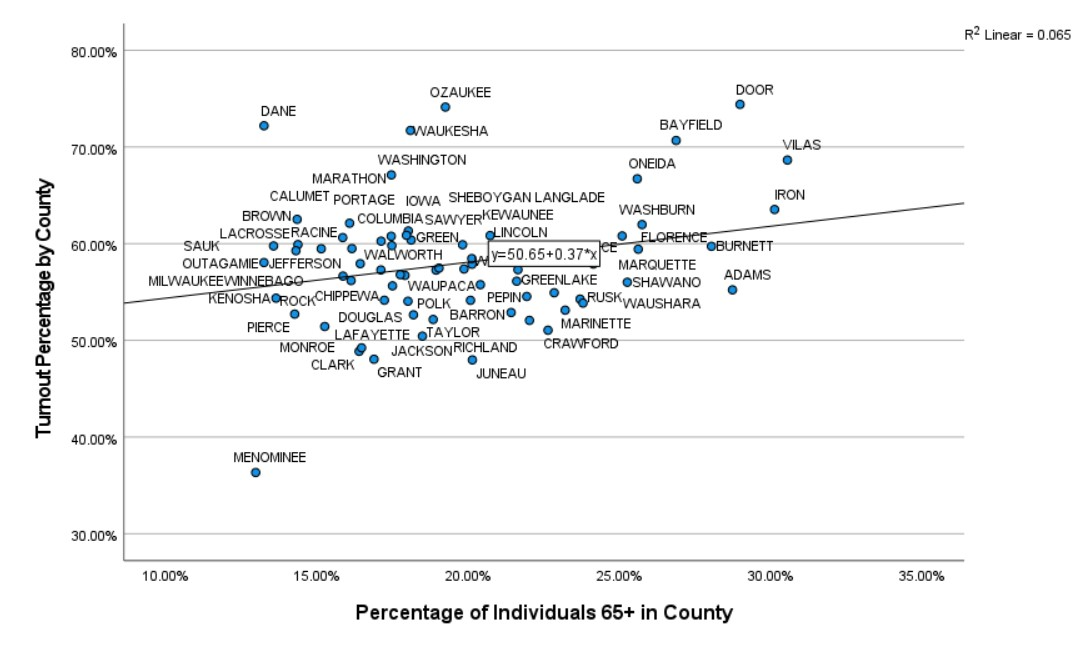 R² Linear = 0.065
80.00%
DOOR
OZAUKEE
DANE
WAUKESHA
BAYFIELD
70.00%
VILAS
WASHINGTON
ONEIDA
MARATHON
CALUMET PORTAGE IOWA SHEBOYGAN LANGLADE
IRON
BROWN COLUMBIA SAWYER KEWAUNEE WASHBURN
LACROSSE RACINE GREEN LINCOLN FLORENCE
60.00%
SAUK WALWORTH y=50.65+0.37*x CE BURNETT
OUTAGAMIE JEFFERSON W MARQUETTE
MILWAUKEE WINNEBAGO WAUPACA GREENLAKE SHAWANO ADAMS
KENOSHA ROCK CHIPPEWA POLK PEPIN RUSK WAUSHARA
DOUGLAS BARRON
PIERCE LAFAYETTE TAYLOR MARINETTE
50.00%
MONROE JACKSON RICHLAND CRAWFORD
CLARK GRANT JUNEAU
40.00%
MENOMINEE
30.00%
Turnout Percentage by County
10.00% 15.00% 20.00% 25.00% 30.00% 35.00%
Percentage of Individuals 65+ in County